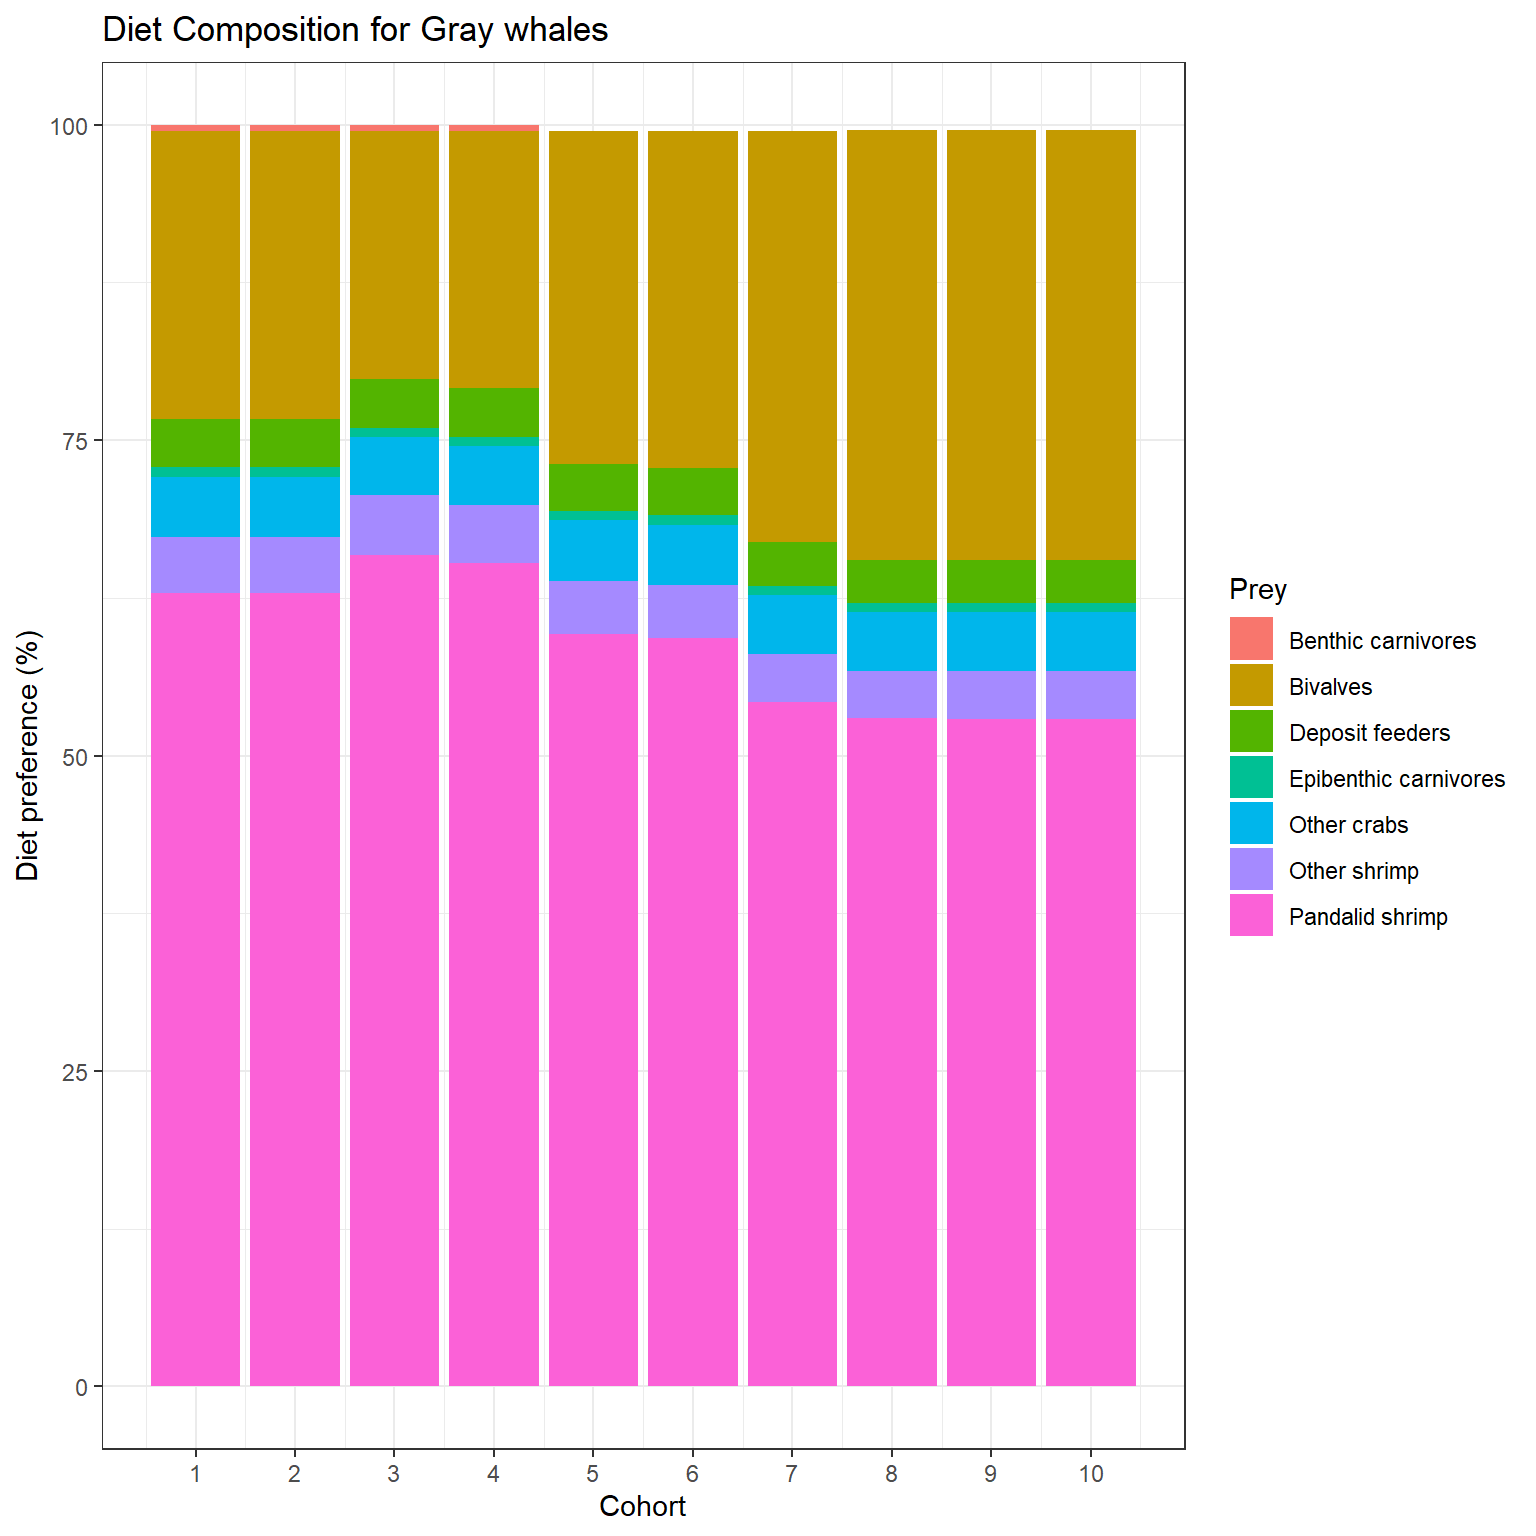 Diet Composition for Gray whales
Diet preference (%)
100
75
50
25
0
1 2 3 4 5 6 7 8 9 10
Cohort
Prey
Benthic carnivores
Bivalves
Deposit feeders
Epibenthic carnivores
Other crabs
Other shrimp
Pandalid shrimp